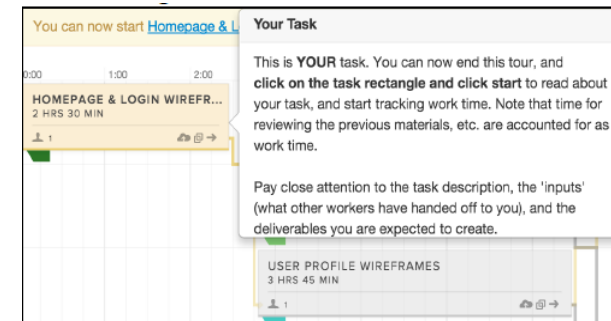 You can now start Homepage & L
Your Task
This is YOUR task. You can now end this tour, and
click on the task rectangle and click start to read about
your task, and start tracking work time. Note that time for
reviewing the previous materials, etc. are accounted for as
work time.
Pay close attention to the task description, the 'inputs'
(what other workers have handed off to you), and the
deliverables you are expected to create.
0:00 1:00 2:00
HOMEPAGE & LOGIN WIREFR...
2 HRS 30 MIN
1
USER PROFILE WIREFRAMES
3 HRS 45 MIN
1